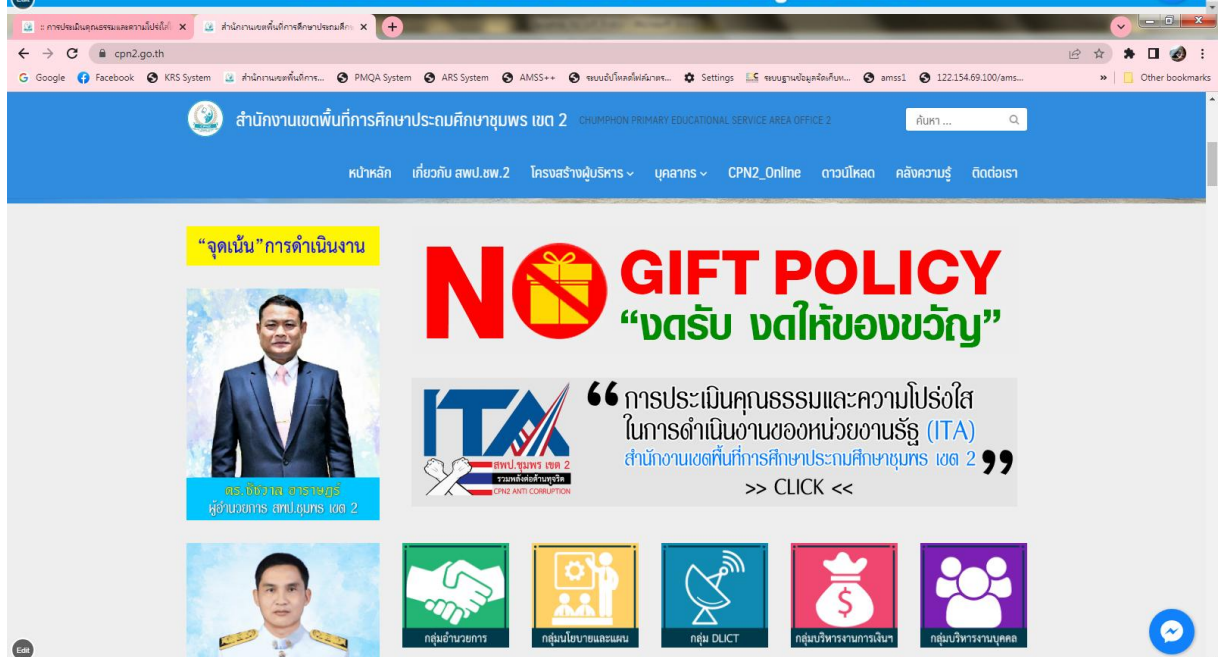 :: การประเมินคุณธรรมและความโปร่งใส
สำนักงานเขตพื้นที่การศึกษาประถมศึกษ
cpn2.go.th
Google
Facebook
KRS System
สำนักงานเขตพื้นที่การ...
PMQA System
ARS System
AMSS++
ระบบอัปโหลดไฟล์มาตร...
Settings
ระบบฐานข้อมูลจัดเก็บห...
amss1
122.154.69.100/ams...
Other bookmarks
สำนักงานเขตพื้นที่การศึกษาประถมศึกษาชุมพร เขต 2 CHUMPHON PRIMARY EDUCATIONAL SERVICE AREA OFFICE 2
ค้นหา ...
หน้าหลัก เกี่ยวกับ สพป.ชพ.2 โครงสร้างผู้บริหาร บุคลากร CPN2_Online ดาวน์โหลด คลังความรู้ ติดต่อเรา
“จุดเน้น”การดำเนินงาน
NO GIFT POLICY
“งดรับ งดให้ของขวัญ”
ITA
สพป.ชุมพร เขต 2
รวมพลังต่อต้านทุจริต
CPN2 ANTI CORRUPTION
“การประเมินคุณธรรมและความโปร่งใส
ในการดำเนินงานของหน่วยงานรัฐ (ITA)
สำนักงานเขตพื้นที่การศึกษาประถมศึกษาชุมพร เขต 2”
>> CLICK <<
ผู้อำนวยการ สพป.ชุมพร เขต 2
กลุ่มอำนวยการ
กลุ่มนโยบายและแผน
กลุ่ม DLICT
กลุ่มบริหารงานการเงินฯ
กลุ่มบริหารงานบุคคล
Edit